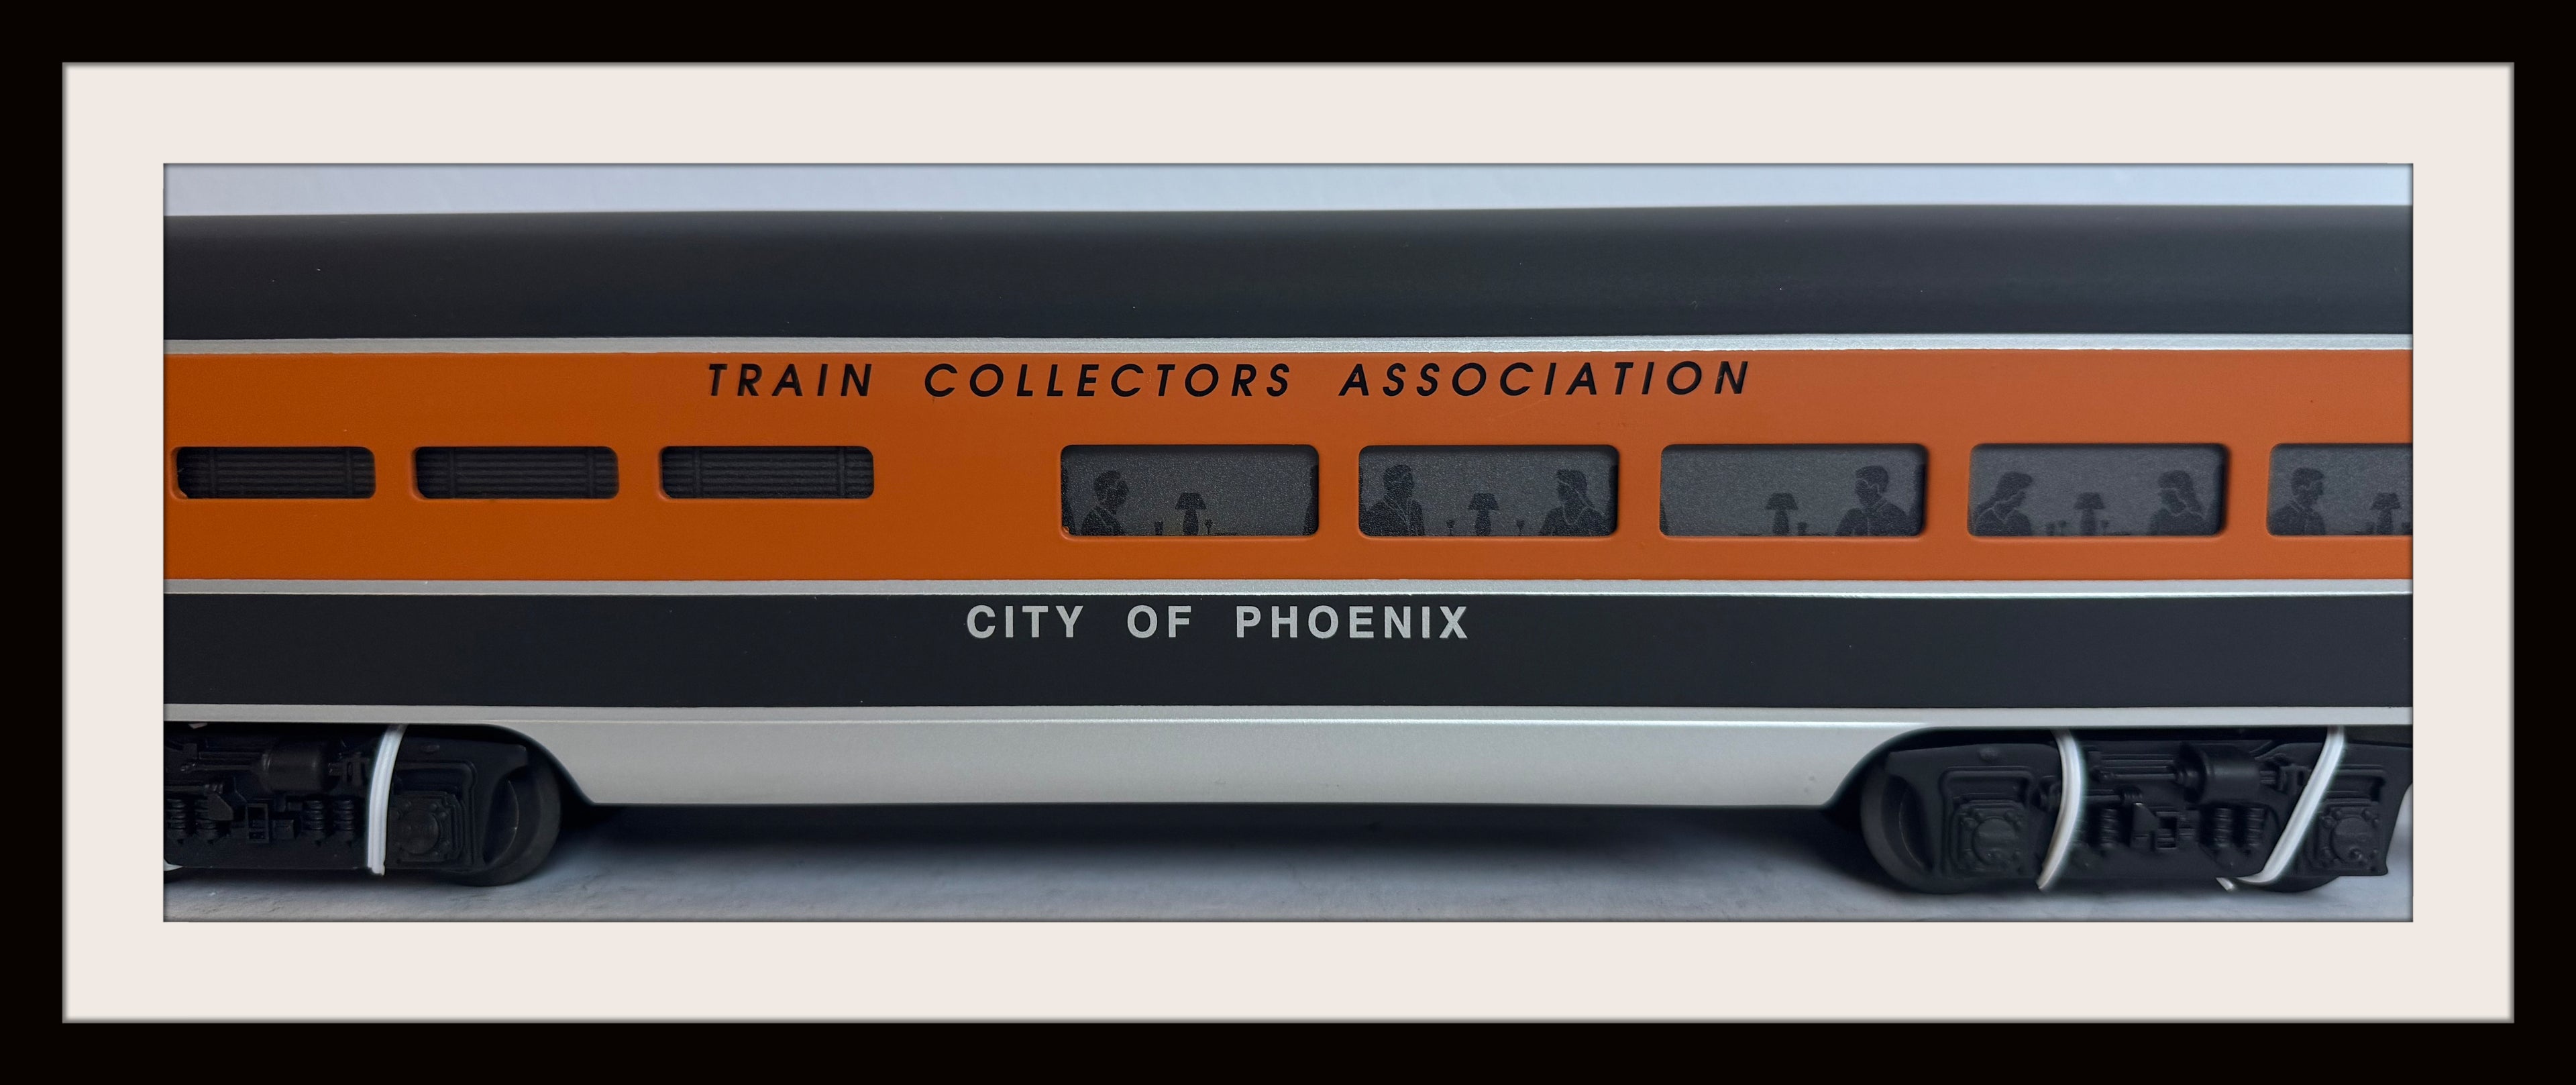 TRAIN COLLECTORS ASSOCIATION
CITY OF PHOENIX